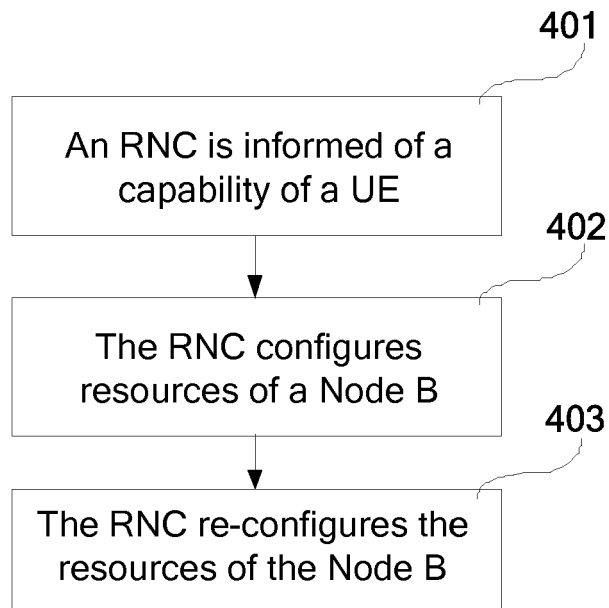 401
An RNC is informed of a
capability of a UE
402
The RNC configures
resources of a Node B
403
The RNC re-configures the
resources of the Node B